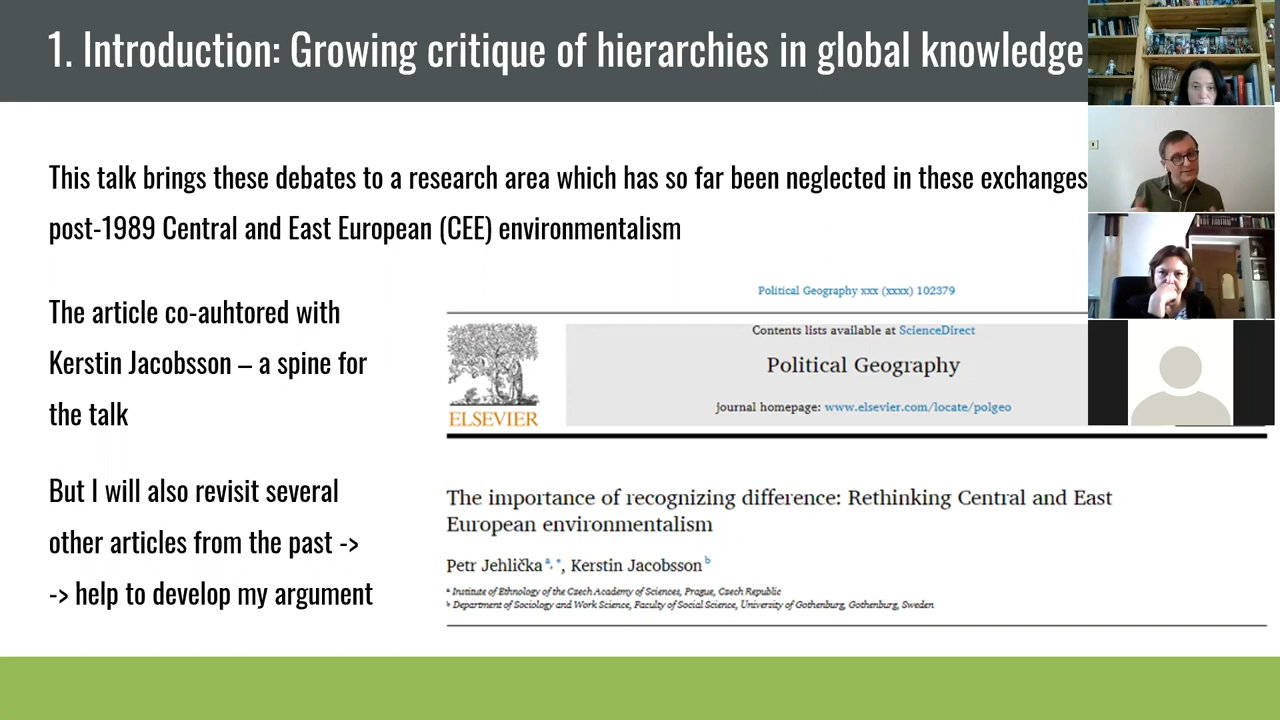 1. Introduction: Growing critique of hierarchies in global knowledge
This talk brings these debates to a research area which has so far been neglected in these exchanges
post-1989 Central and East European (CEE) environmentalism
The article co-auhtored with
Kerstin Jacobsson – a spine for
the talk
But I will also revisit several
other articles from the past ->
-> help to develop my argument
Political Geography xxx (xxxx) 102379
Contents lists available at ScienceDirect
Political Geography
journal homepage: www.elsevier.com/locate/polgeo
ELSEVIER
The importance of recognizing difference: Rethinking Central and East
European environmentalism
Petr Jehlička a, *, Kerstin Jacobsson b
a Institute of Ethnology of the Czech Academy of Sciences, Prague, Czech Republic
b Department of Sociology and Work Science, Faculty of Social Science, University of Gothenburg, Gothenburg, Sweden